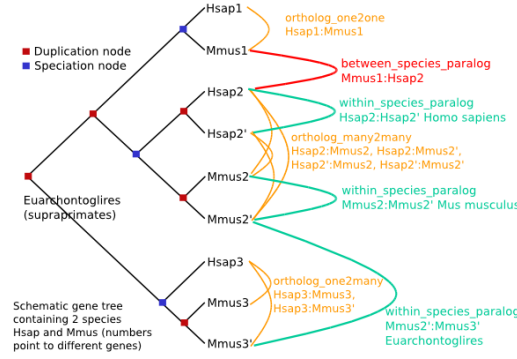 Hsap1
ortholog_one2one
Hsap1:Mmus1
Duplication node
Mmus1
Speciation node
between_species_paralog
Mmus1:Hsap2
Hsap2
within_species_paralog
Hsap2:Hsap2' Homo sapiens
Hsap2'
ortholog_many2many
Hsap2:Mmus2, Hsap2:Mmus2',
Hsap2':Mmus2, Hsap2':Mmus2'
Mmus2
within_species_paralog
Mmus2:Mmus2' Mus musculus
Euarchontoglires
(supraprimates)
Mmus2'
Hsap3
ortholog_one2many
Hsap3:Mmus3,
Hsap3:Mmus3'
Mmus3
Schematic gene tree
containing 2 species
Hsap and Mmus (numbers
point to different genes)
Mmus3'
within_species_paralog
Mmus2':Mmus3'
Euarchontoglires